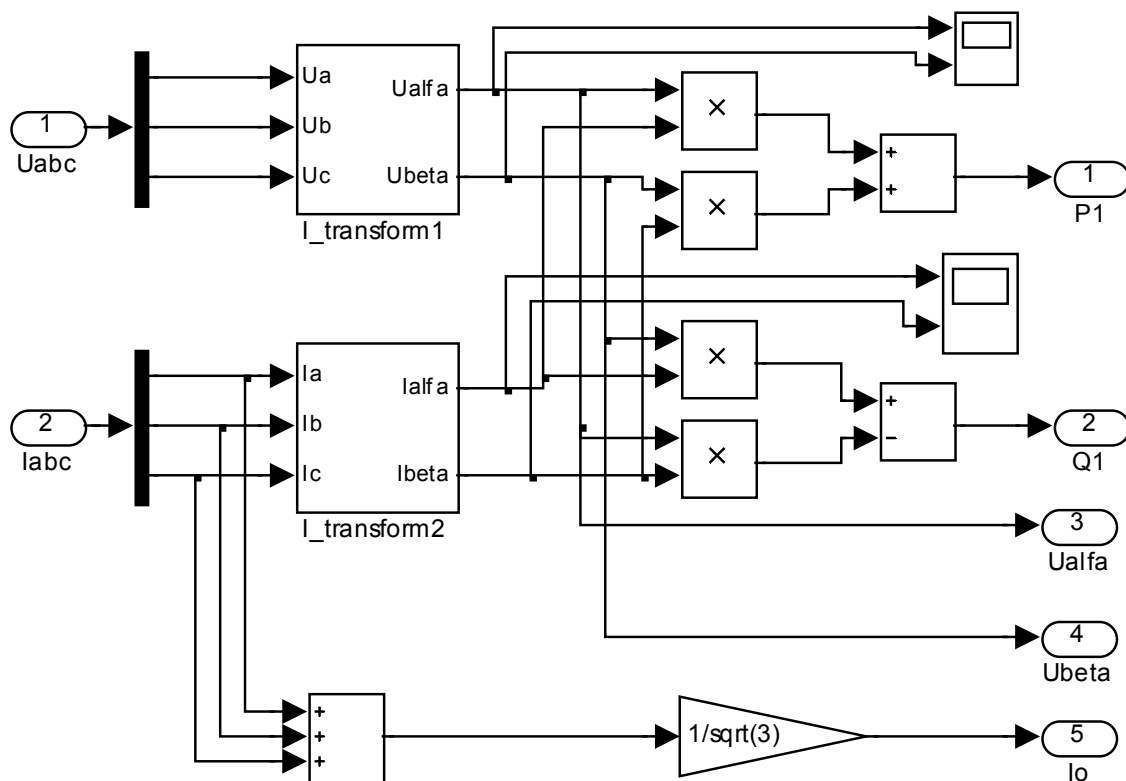 1
Uabc
Ua
Ub
Uc
Ualfa
Ubeta
I_transform1
×
×
+
+
1
P1
2
Iabc
Ia
Ib
Ic
Ialfa
Ibeta
I_transform2
×
×
+
−
2
Q1
3
Ualfa
4
Ubeta
+
+
+
1/sqrt(3)
5
Io